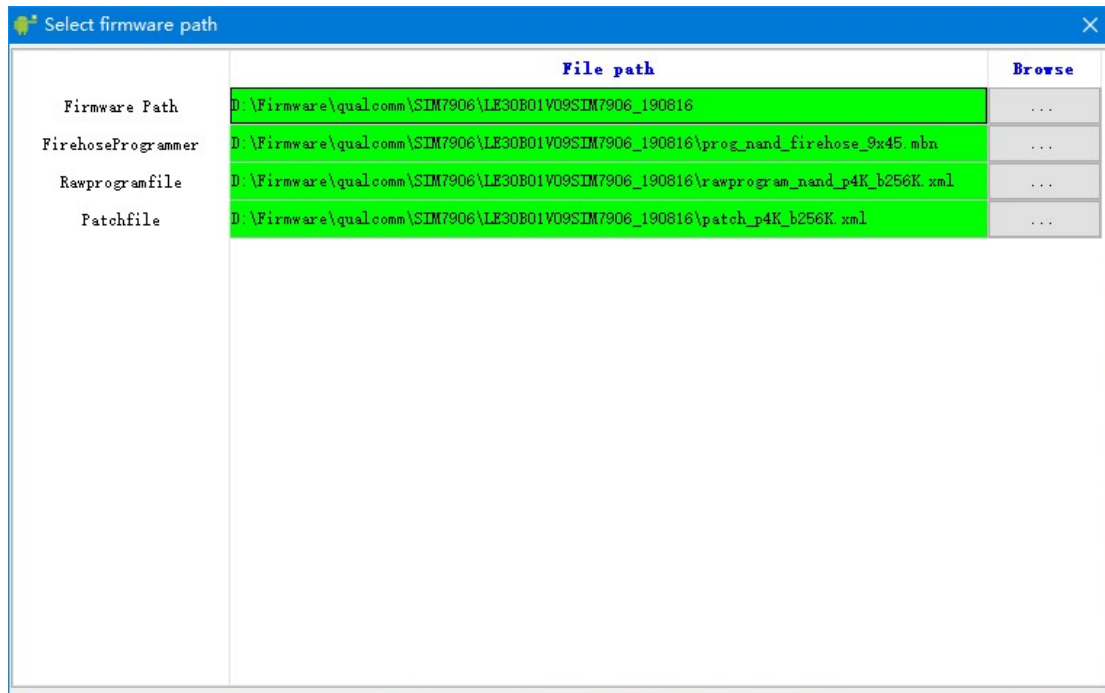 Select firmware path
File path Browse
Firmware Path D:\Firmware\qualcomm\SIM7906\LE30B01V09SIM7906_190816 ...
FirehoseProgrammer D:\Firmware\qualcomm\SIM7906\LE30B01V09SIM7906_190816\prog_nand_firehose_9x45.mbn ...
Rawprogramfile D:\Firmware\qualcomm\SIM7906\LE30B01V09SIM7906_190816\rawprogram_nand_p4K_b256K.xml ...
Patchfile D:\Firmware\qualcomm\SIM7906\LE30B01V09SIM7906_190816\patch_p4K_b256K.xml ...